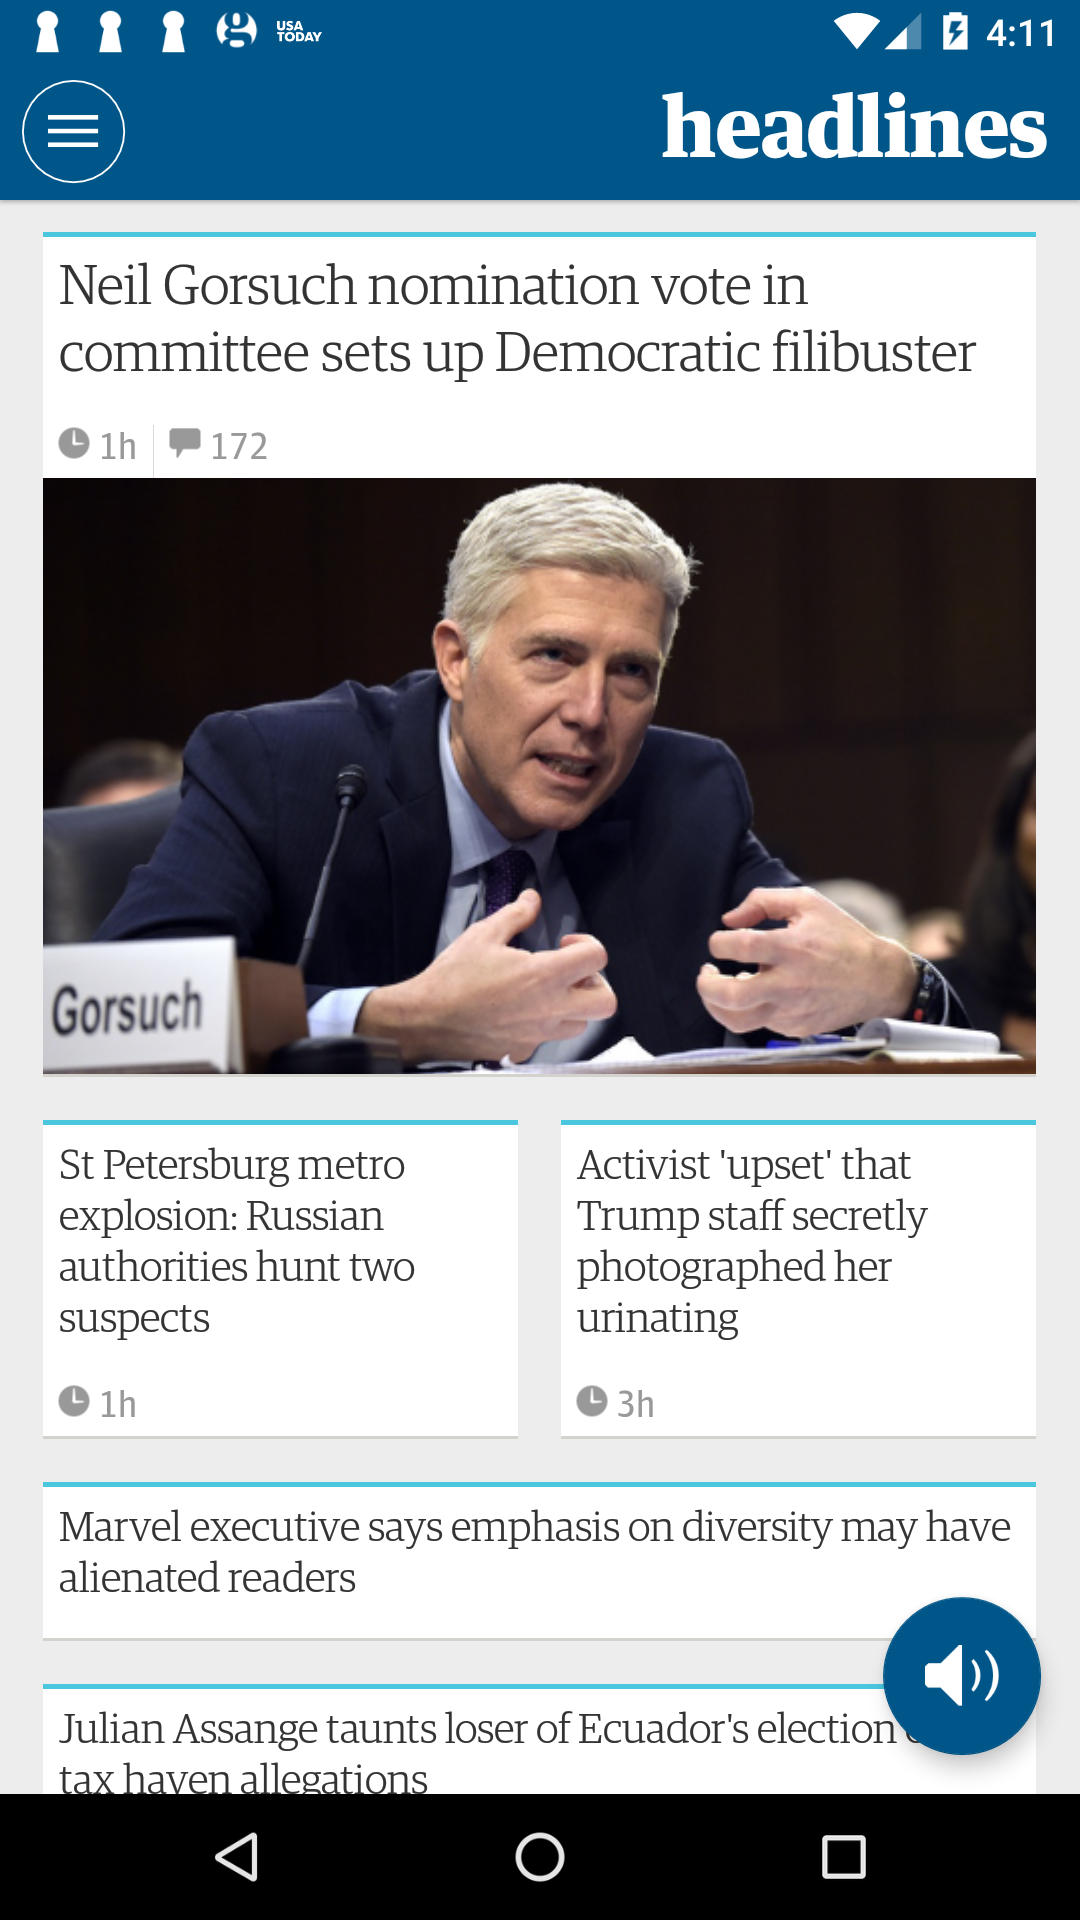 USA
TODAY
4:11
headlines
Neil Gorsuch nomination vote in
committee sets up Democratic filibuster
1h
172
Gorsuch
St Petersburg metro
explosion: Russian
authorities hunt two
suspects
1h
Activist 'upset' that
Trump staff secretly
photographed her
urinating
3h
Marvel executive says emphasis on diversity may have
alienated readers
Julian Assange taunts loser of Ecuador's election
tax haven allegations